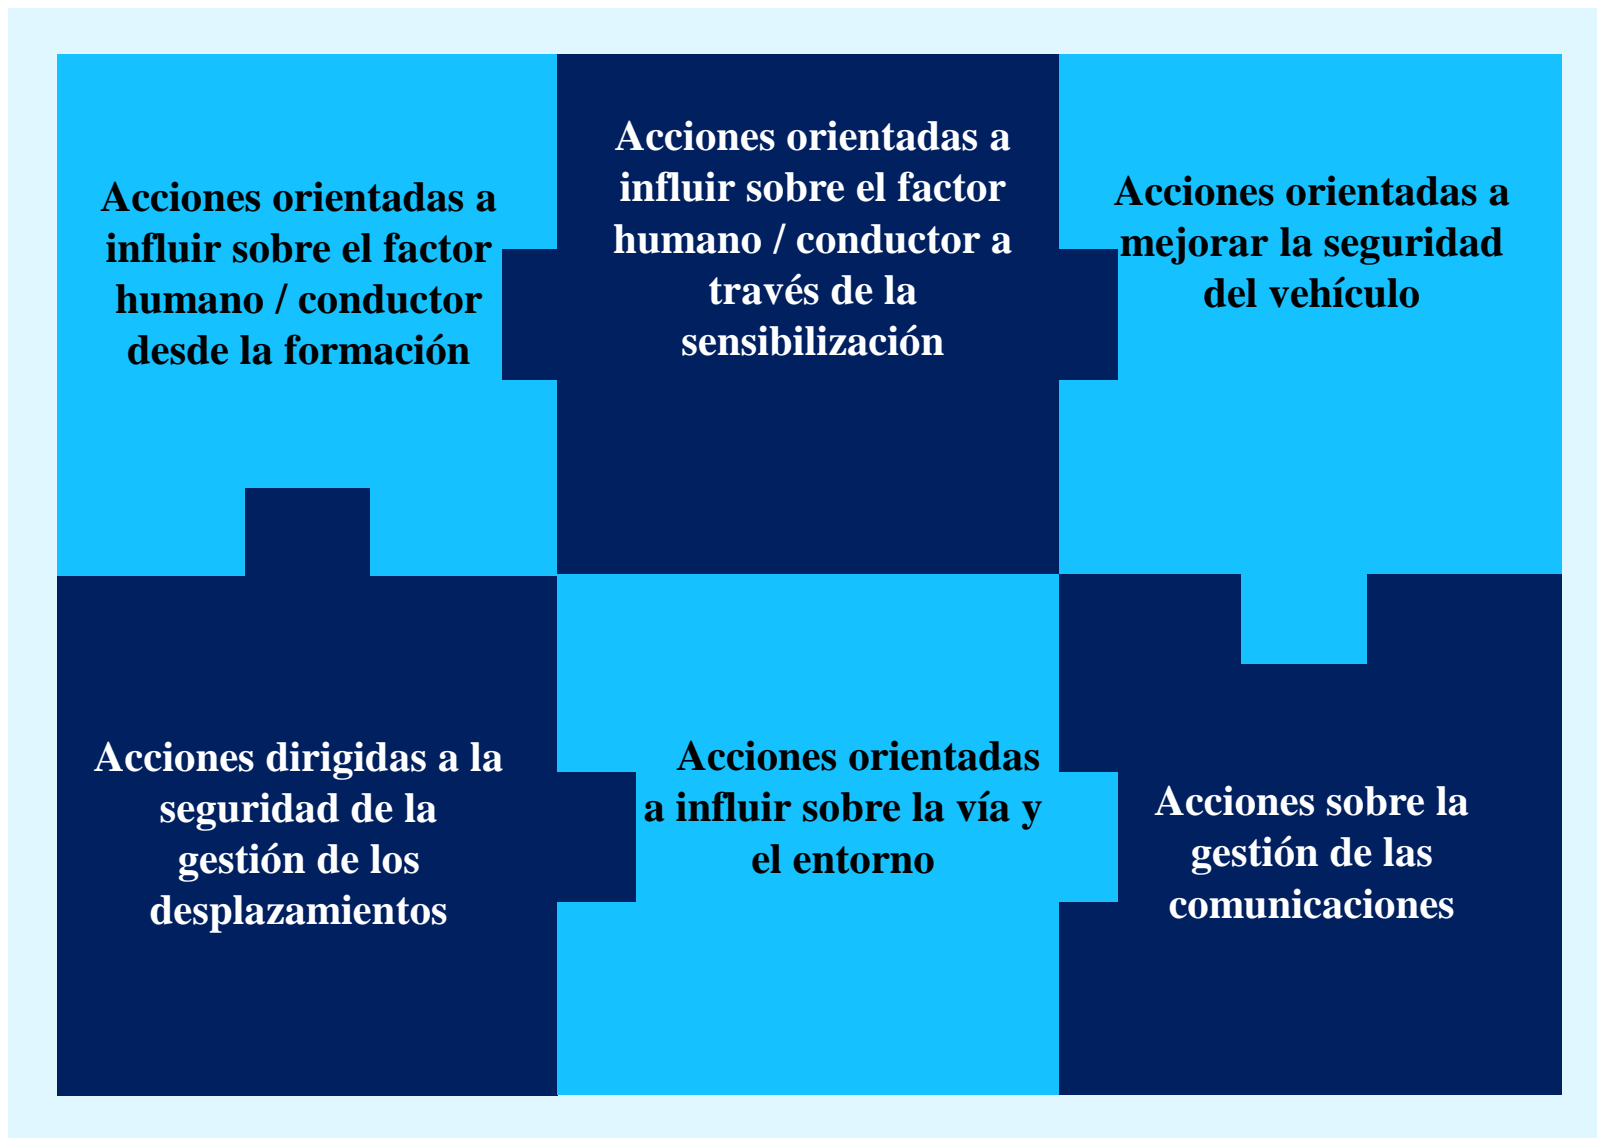 Acciones orientadas a
influir sobre el factor
humano / conductor
desde la formación
Acciones orientadas a
influir sobre el factor
humano / conductor a
través de la
sensibilización
Acciones orientadas a
mejorar la seguridad
del vehículo
Acciones dirigidas a la
seguridad de la
gestión de los
desplazamientos
Acciones orientadas
a influir sobre la vía y
el entorno
Acciones sobre la
gestión de las
comunicaciones